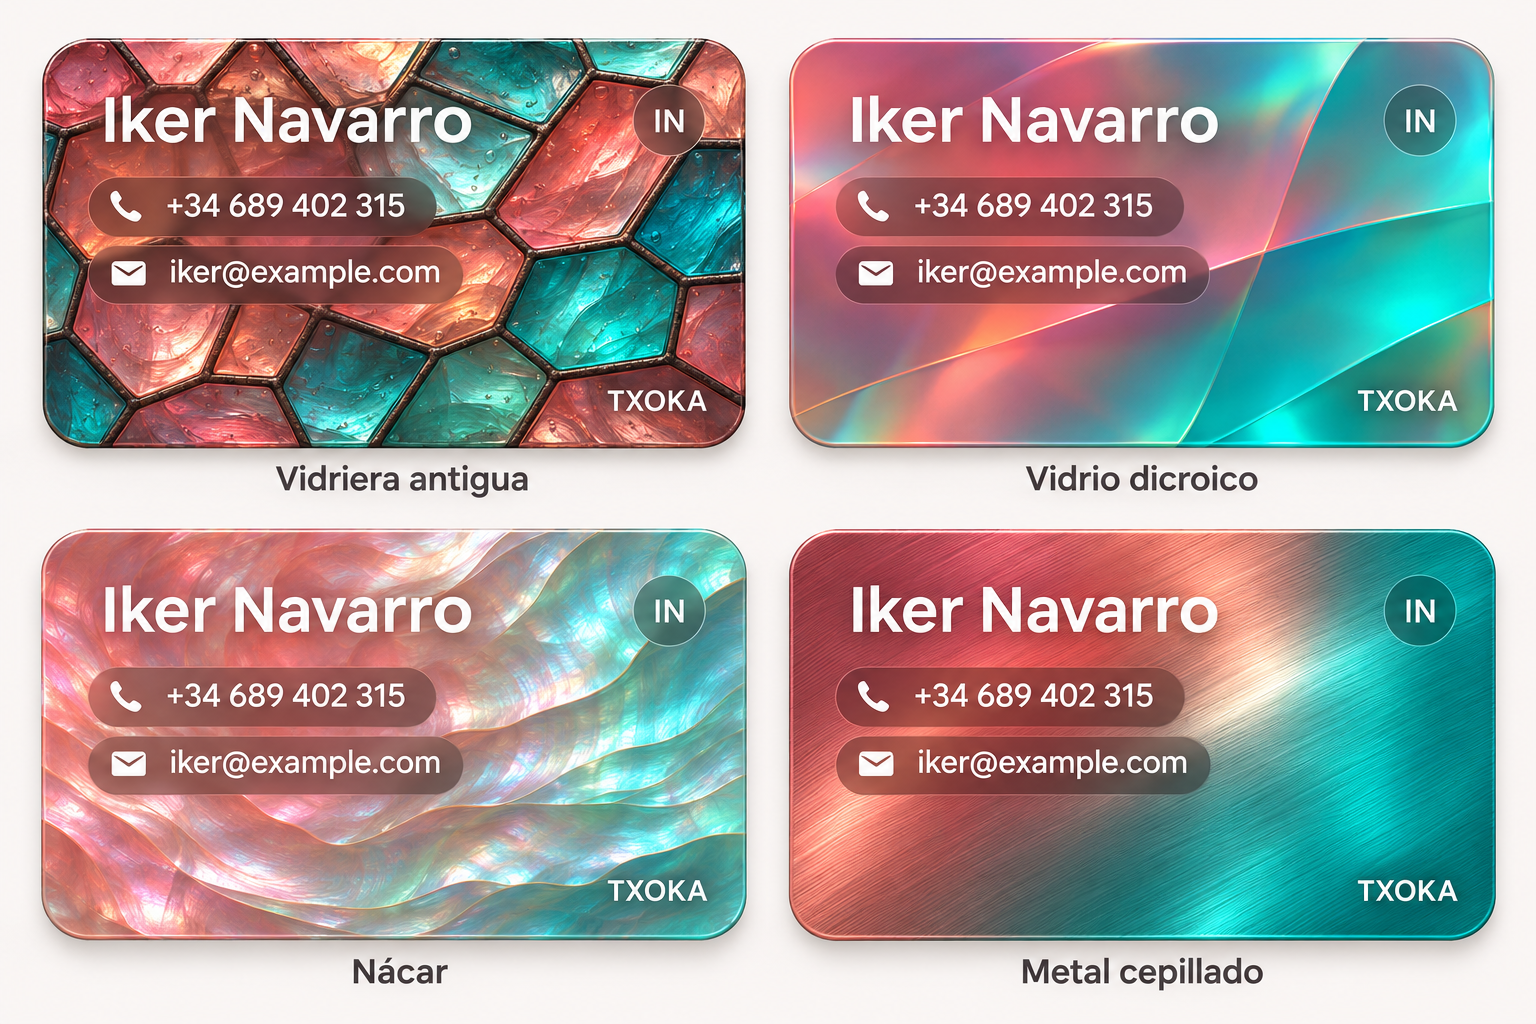 Iker Navarro
IN
+34 689 402 315
iker@example.com
TXOKA
Vidriera antigua
Iker Navarro
IN
+34 689 402 315
iker@example.com
TXOKA
Vidrio dicroico
Iker Navarro
IN
+34 689 402 315
iker@example.com
TXOKA
Nácar
Iker Navarro
IN
+34 689 402 315
iker@example.com
TXOKA
Metal cepillado